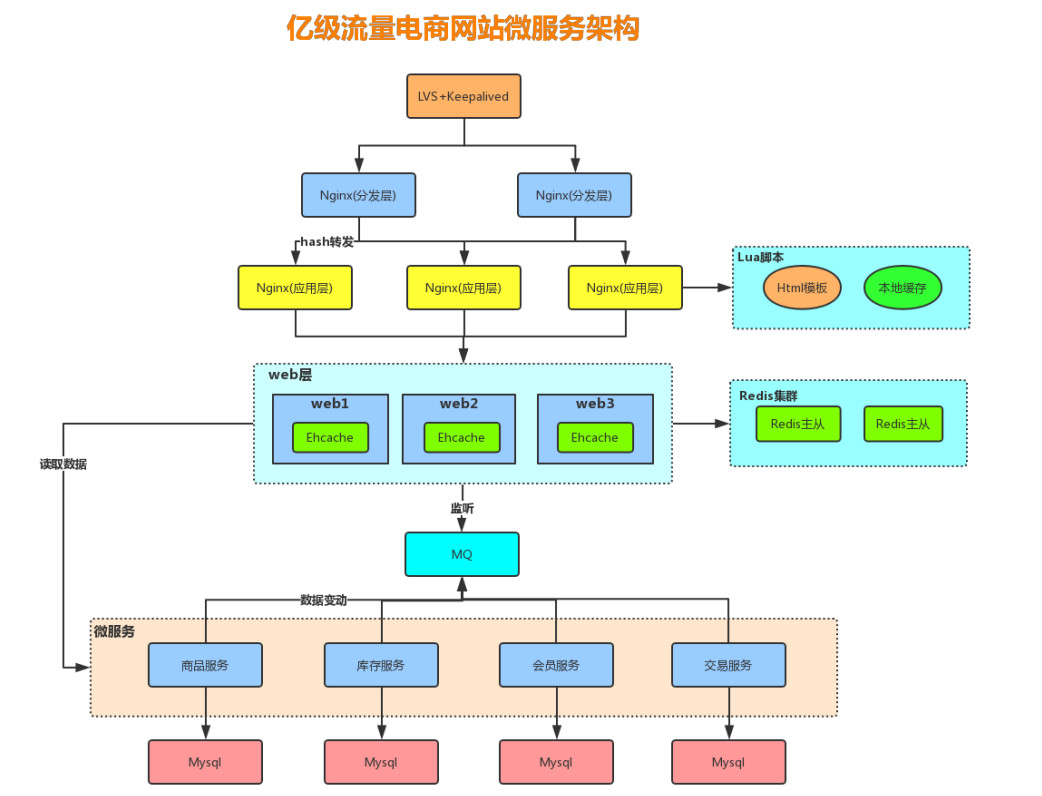 亿级流量电商网站微服务架构
LVS+Keepalived
Nginx(分发层)
Nginx(分发层)
hash转发
Nginx(应用层)
Nginx(应用层)
Nginx(应用层)
Lua脚本
Html模板
本地缓存
web层
web1
web2
web3
Ehcache
Ehcache
Ehcache
Redis集群
Redis主从
Redis主从
读取数据
监听
MQ
数据变动
微服务
商品服务
库存服务
会员服务
交易服务
Mysql
Mysql
Mysql
Mysql